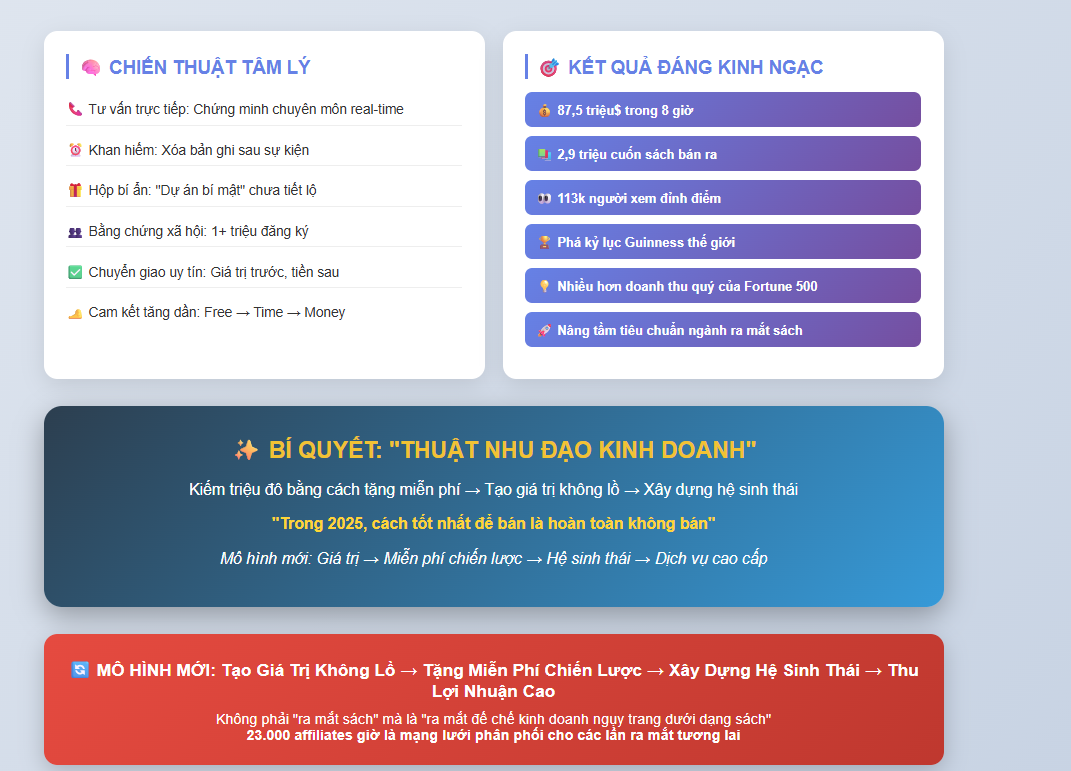 🧠 CHIẾN THUẬT TÂM LÝ
📞 Tư vấn trực tiếp: Chứng minh chuyên môn real-time
⏰ Khan hiếm: Xóa bản ghi sau sự kiện
🎁 Hộp bí ẩn: "Dự án bí mật" chưa tiết lộ
👥 Bằng chứng xã hội: 1+ triệu đăng ký
✅ Chuyển giao uy tín: Giá trị trước, tiền sau
🦶 Cam kết tăng dần: Free → Time → Money
🎯 KẾT QUẢ ĐÁNG KINH NGẠC
💰 87,5 triệu$ trong 8 giờ
📚 2,9 triệu cuốn sách bán ra
👀 113k người xem đỉnh điểm
🏆 Phá kỷ lục Guinness thế giới
💡 Nhiều hơn doanh thu quý của Fortune 500
🚀 Nâng tầm tiêu chuẩn ngành ra mắt sách
✨ BÍ QUYẾT: "THUẬT NHU ĐẠO KINH DOANH"
Kiếm triệu đô bằng cách tặng miễn phí → Tạo giá trị khổng lồ → Xây dựng hệ sinh thái
"Trong 2025, cách tốt nhất để bán là hoàn toàn không bán"
Mô hình mới: Giá trị → Miễn phí chiến lược → Hệ sinh thái → Dịch vụ cao cấp
🔄 MÔ HÌNH MỚI: Tạo Giá Trị Khổng Lồ → Tặng Miễn Phí Chiến Lược → Xây Dựng Hệ Sinh Thái → Thu
Lợi Nhuận Cao
Không phải "ra mắt sách" mà là "ra mắt đế chế kinh doanh ngụy trang dưới dạng sách"
23.000 affiliates giờ là mạng lưới phân phối cho các lần ra mắt tương lai